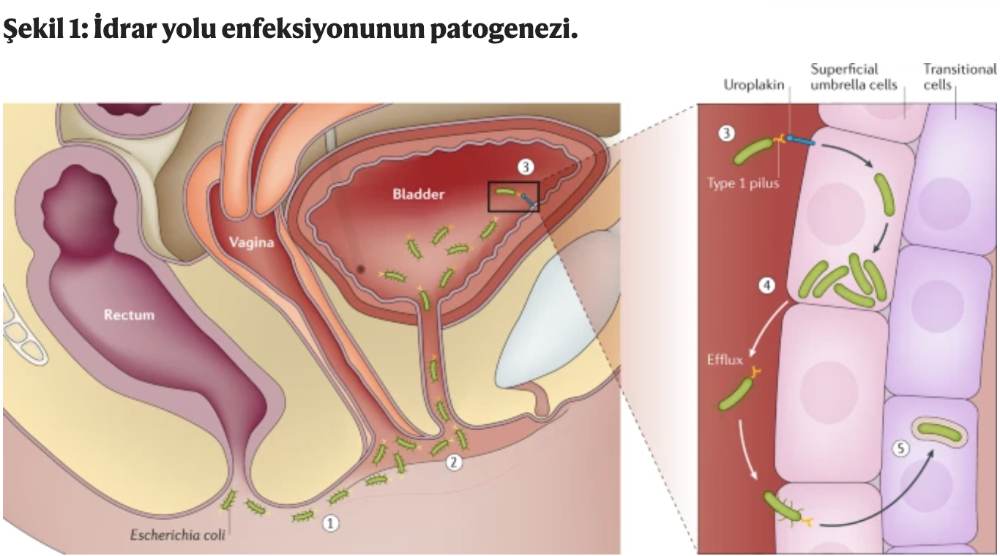 Şekil 1: İdrar yolu enfeksiyonunun patogenezi.
Uroplakin
Superficial
umbrella cells
Transitional
cells
3
3
Type 1 pilus
Bladder
Vagina
Rectum
4
Efflux
5
2
1
Escherichia coli